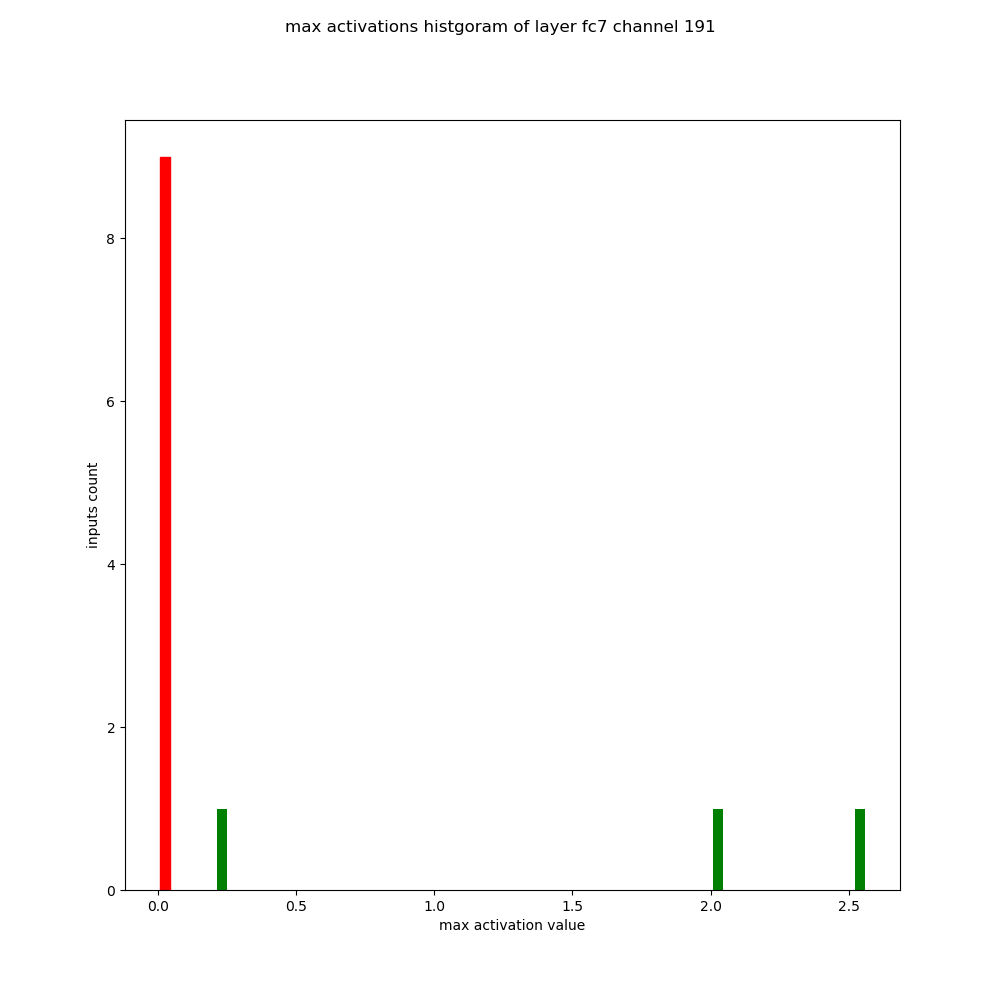 max activations histgoram of layer fc7 channel 191
8
6
4
2
0
inputs count
0.0 0.5 1.0 1.5 2.0 2.5
max activation value